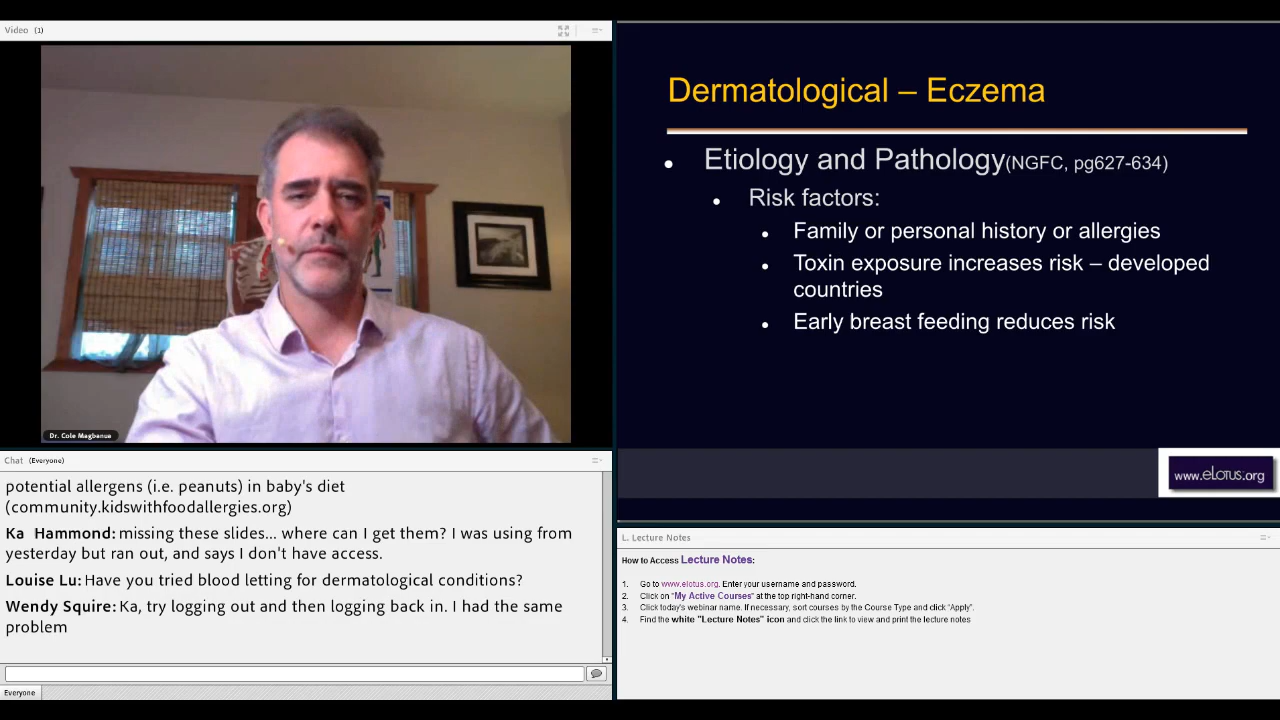 Video (1)
Dr. Cole Magbanua
Dermatological – Eczema
• Etiology and Pathology(NGFC, pg627-634)
• Risk factors:
• Family or personal history or allergies
• Toxin exposure increases risk – developed
countries
• Early breast feeding reduces risk
www.eLotus.org
Chat (Everyone)
potential allergens (i.e. peanuts) in baby's diet
(community.kidswithfoodallergies.org)
Ka Hammond: missing these slides... where can I get them? I was using from
yesterday but ran out, and says I don't have access.
Louise Lu: Have you tried blood letting for dermatological conditions?
Wendy Squire: Ka, try logging out and then logging back in. I had the same
problem
Everyone
L. Lecture Notes
How to Access Lecture Notes:
1. Go to www.elotus.org. Enter your username and password.
2. Click on "My Active Courses" at the top right-hand corner.
3. Click today's webinar name. If necessary, sort courses by the Course Type and click "Apply".
4. Find the white "Lecture Notes" icon and click the link to view and print the lecture notes